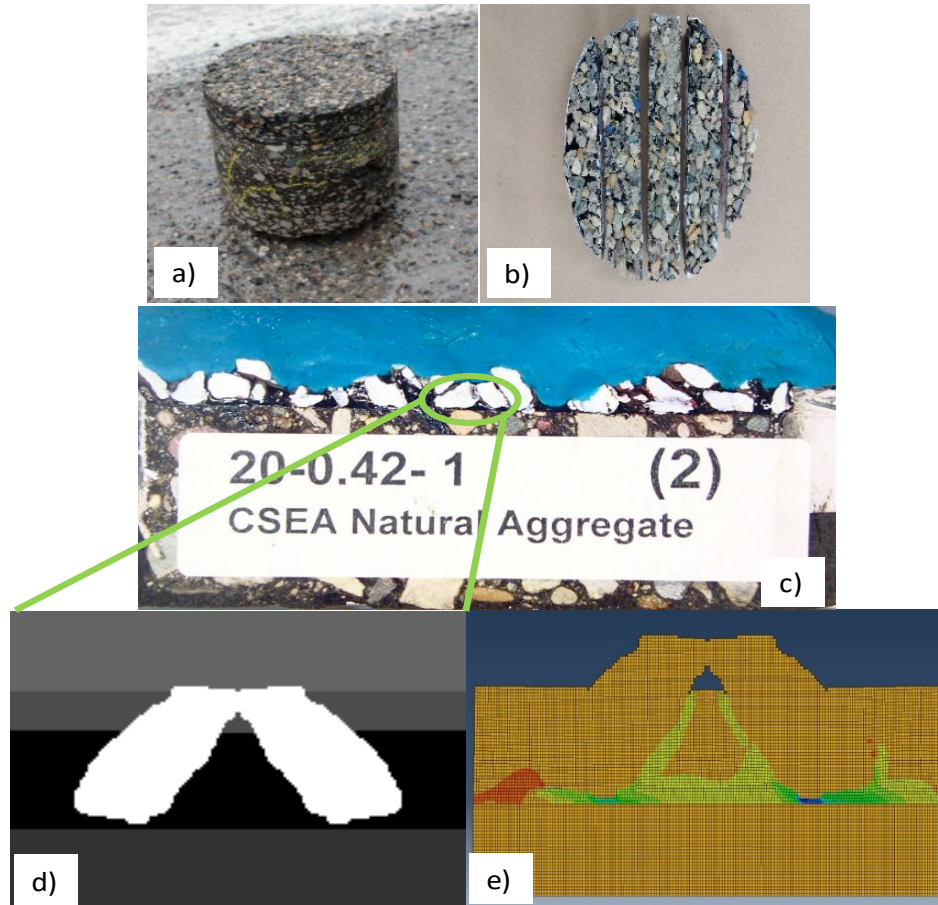 a)
b)
20-0.42- 1 (2)
CSEA Natural Aggregate
c)
d)
e)